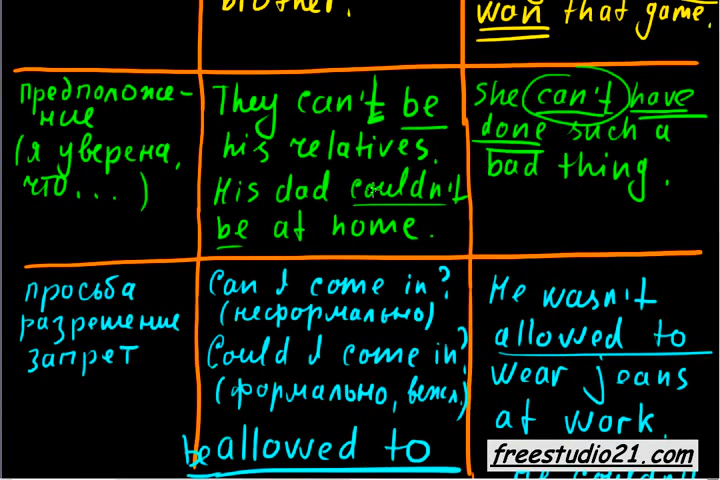 brother.
won that game.
предположе-
ние
(я уверена,
что...)
They can't be
his relatives.
His dad couldn't
be at home.
She can't have
done such a
bad thing.
просьба
разрешение
запрет
Can I come in?
(неформально)
Could I come in?
(формально, вежл.)
be allowed to
He wasn't
allowed to
wear jeans
at work.
freestudio21.com